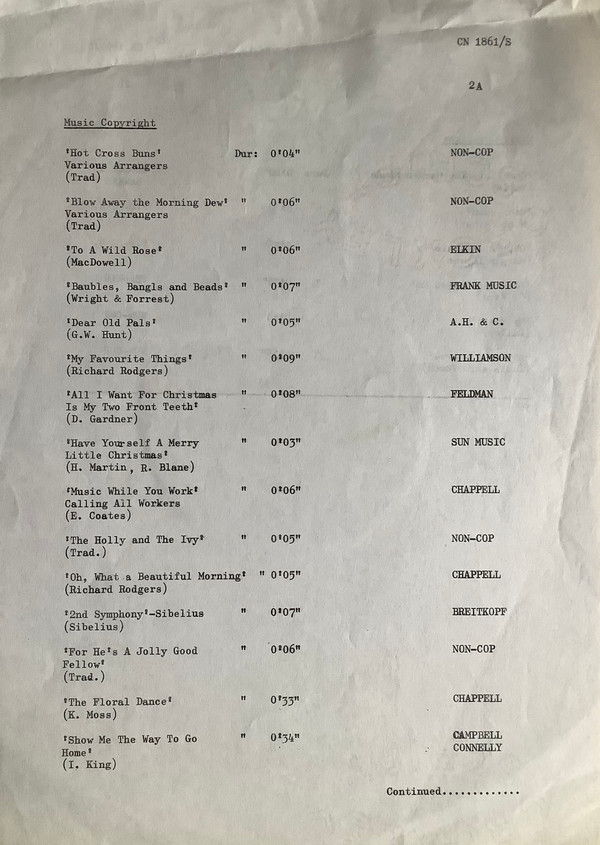 CN 1861/S
2A
Music Copyright
'Hot Cross Buns' Dur: 0'04" NON-COP
Various Arrangers
(Trad)
'Blow Away the Morning Dew' " 0'06" NON-COP
Various Arrangers
(Trad)
'To A Wild Rose' " 0'06" ELKIN
(MacDowell)
'Baubles, Bangls and Beads' " 0'07" FRANK MUSIC
(Wright & Forrest)
'Dear Old Pals' " 0'05" A.H. & C.
(G.W. Hunt)
'My Favourite Things' " 0'09" WILLIAMSON
(Richard Rodgers)
'All I Want For Christmas " 0'08" FELDMAN
Is My Two Front Teeth'
(D. Gardner)
'Have Yourself A Merry " 0'03" SUN MUSIC
Little Christmas'
(H. Martin, R. Blane)
'Music While You Work' " 0'06" CHAPPELL
Calling All Workers
(E. Coates)
'The Holly and The Ivy' " 0'05" NON-COP
(Trad.)
'Oh, What a Beautiful Morning' " 0'05" CHAPPELL
(Richard Rodgers)
'2nd Symphony'-Sibelius " 0'07" BREITKOPF
(Sibelius)
'For He's A Jolly Good " 0'06" NON-COP
Fellow'
(Trad.)
'The Floral Dance' " 0'33" CHAPPELL
(K. Moss)
'Show Me The Way To Go " 0'34" CAMPBELL
Home' CONNELLY
(I. King)
Continued.............